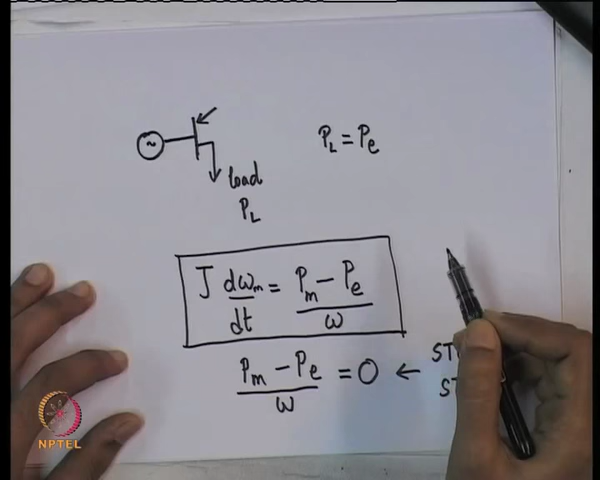 P_L = P_e
load
P_L
J dω_m/dt = (P_m − P_e)/ω
(P_m − P_e)/ω = 0 ←
NPTEL